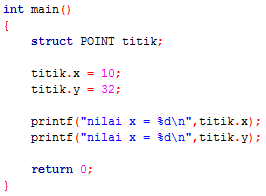 int main()
{
struct POINT titik;
titik.x = 10;
titik.y = 32;
printf("nilai x = %d\n",titik.x);
printf("nilai x = %d\n",titik.y);
return 0;
}